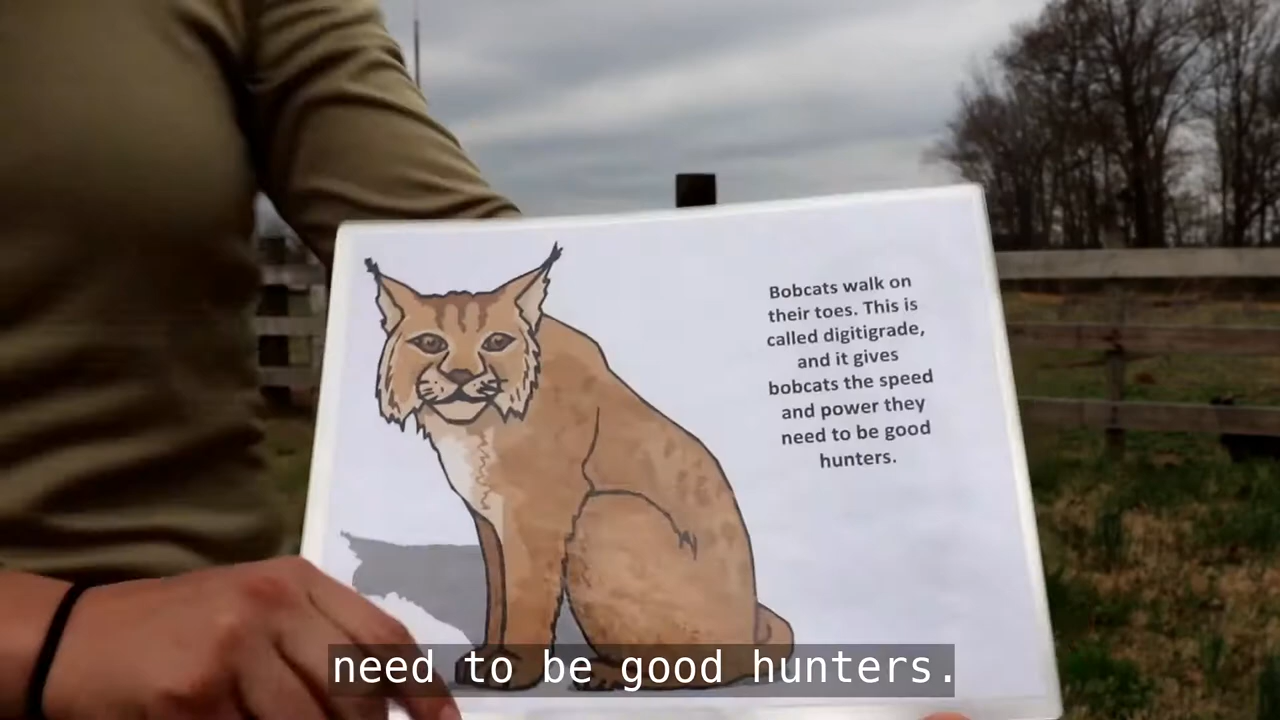 Bobcats walk on
their toes. This is
called digitigrade,
and it gives
bobcats the speed
and power they
need to be good
hunters.
need to be good hunters.